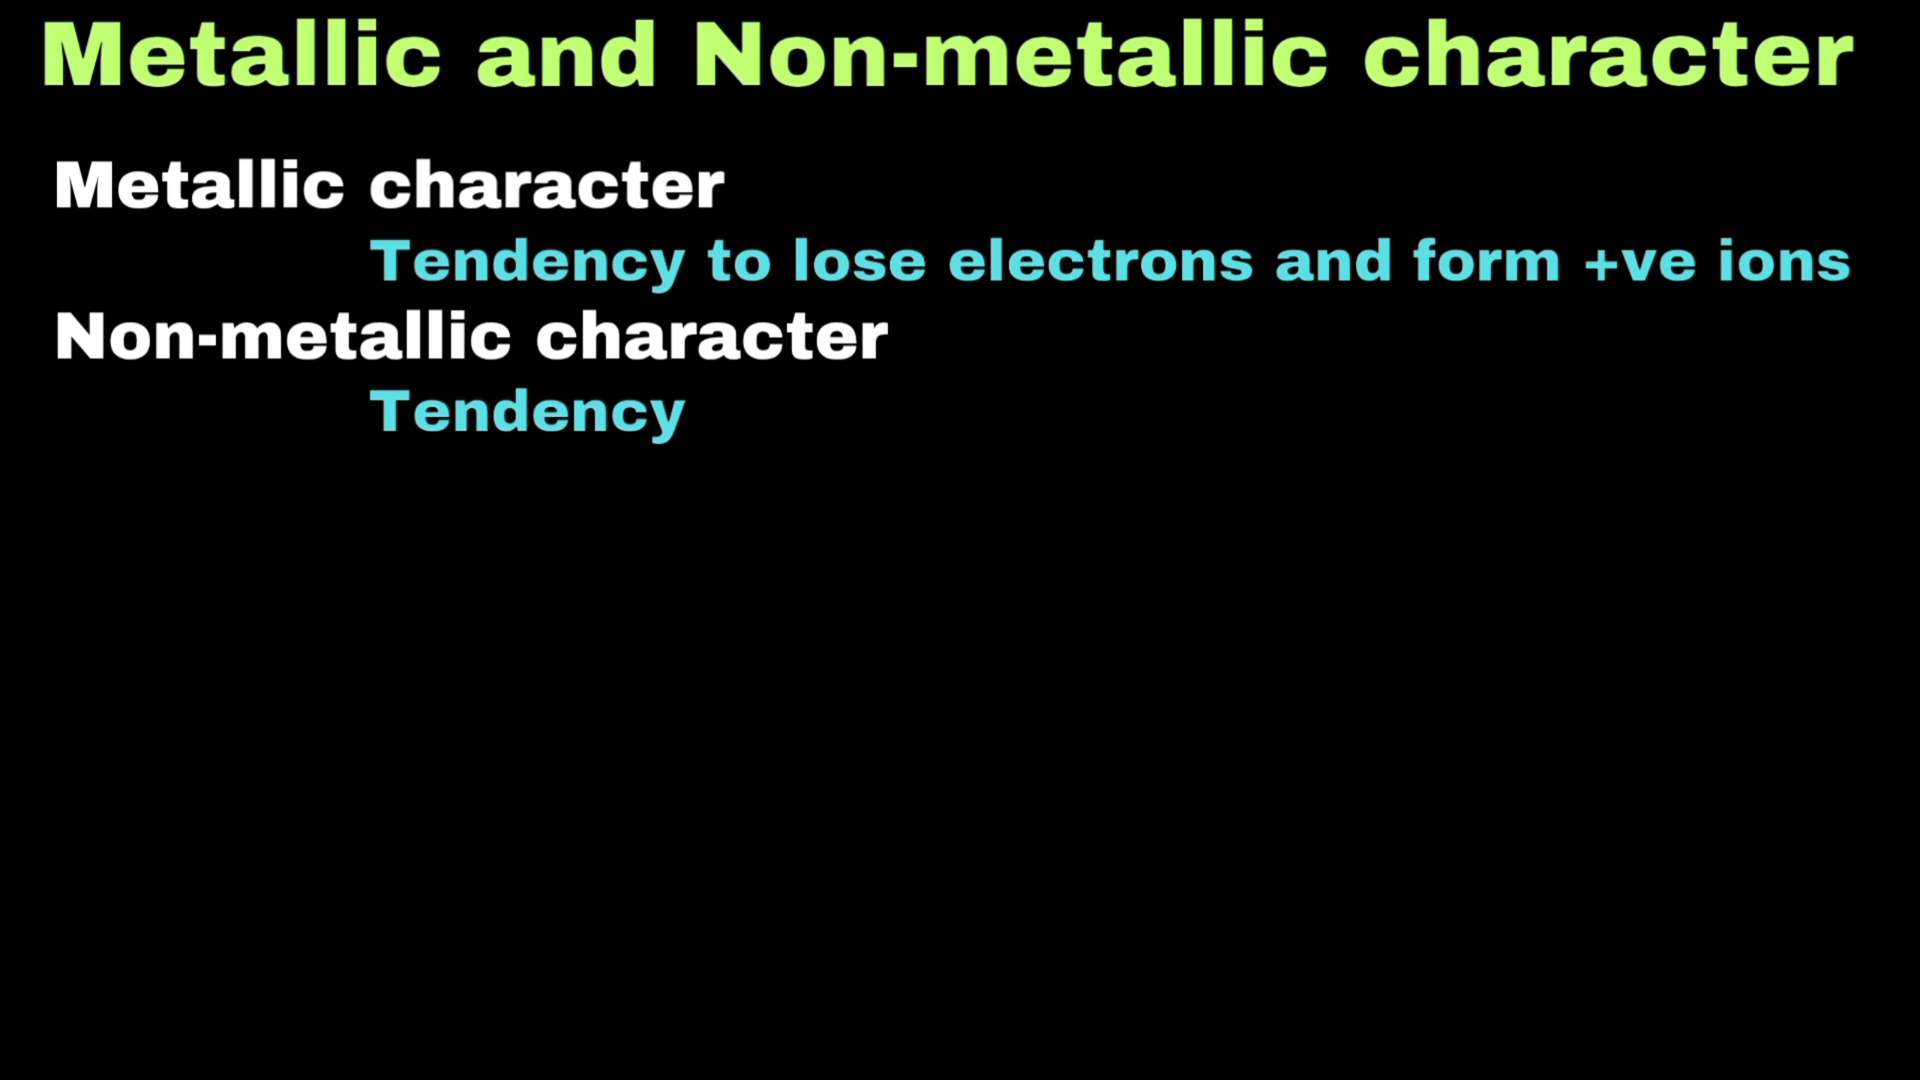 Metallic and Non-metallic character
Metallic character
Tendency to lose electrons and form +ve ions
Non-metallic character
Tendency